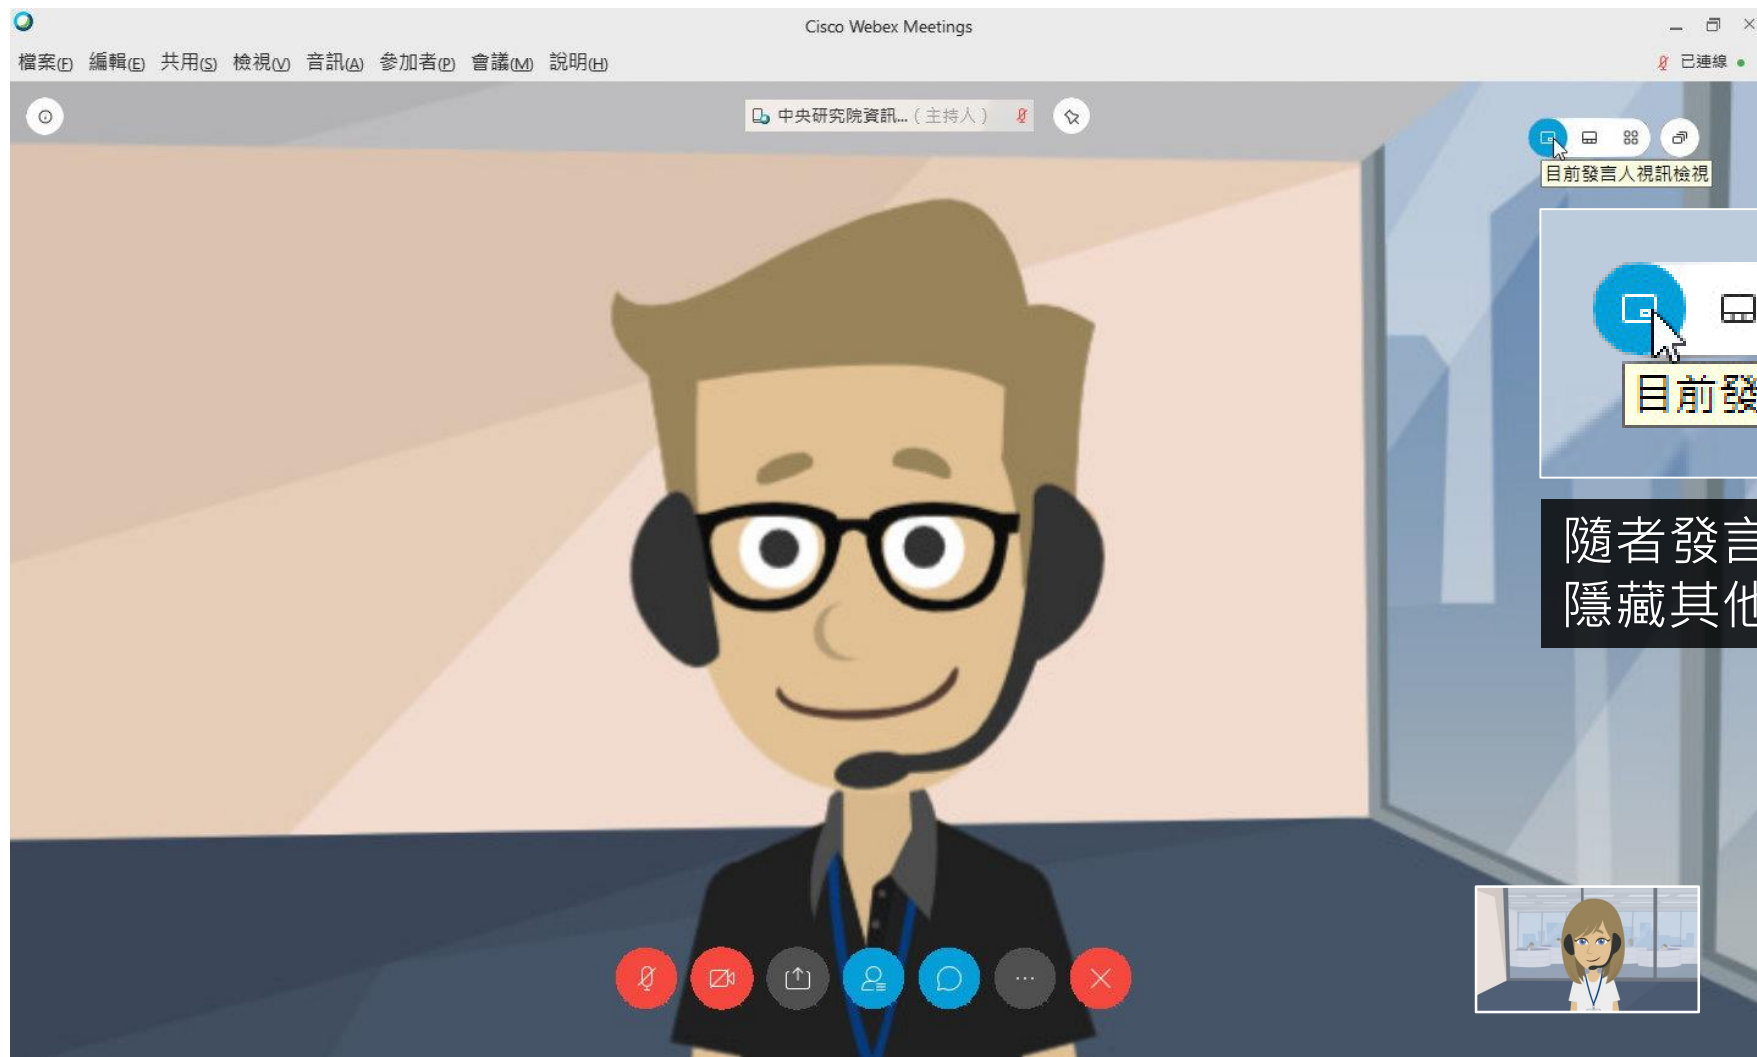 Cisco Webex Meetings
檔案(F) 編輯(E) 共用(S) 檢視(V) 音訊(A) 參加者(P) 會議(M) 說明(H)
已連線
中央研究院資訊... (主持人)
目前發言人視訊檢視
目前發
隨者發言
隱藏其他